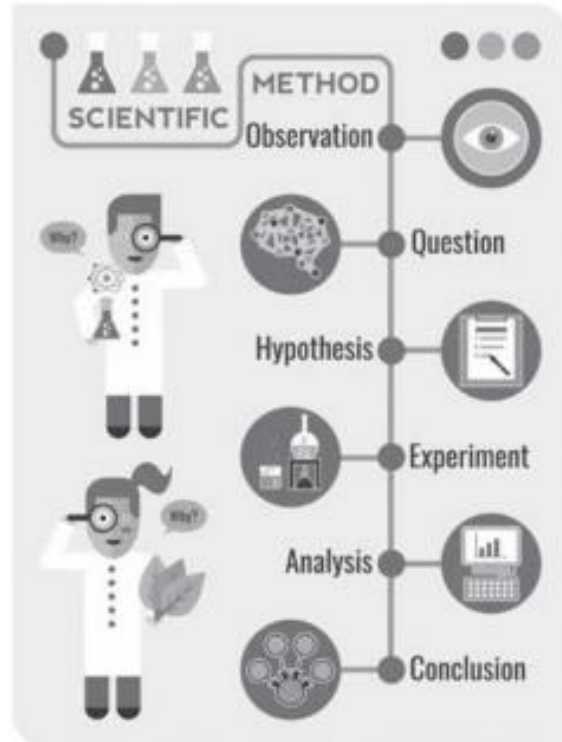 METHOD
SCIENTIFIC
Observation
Why?
Question
Hypothesis
Experiment
Why?
Analysis
Conclusion